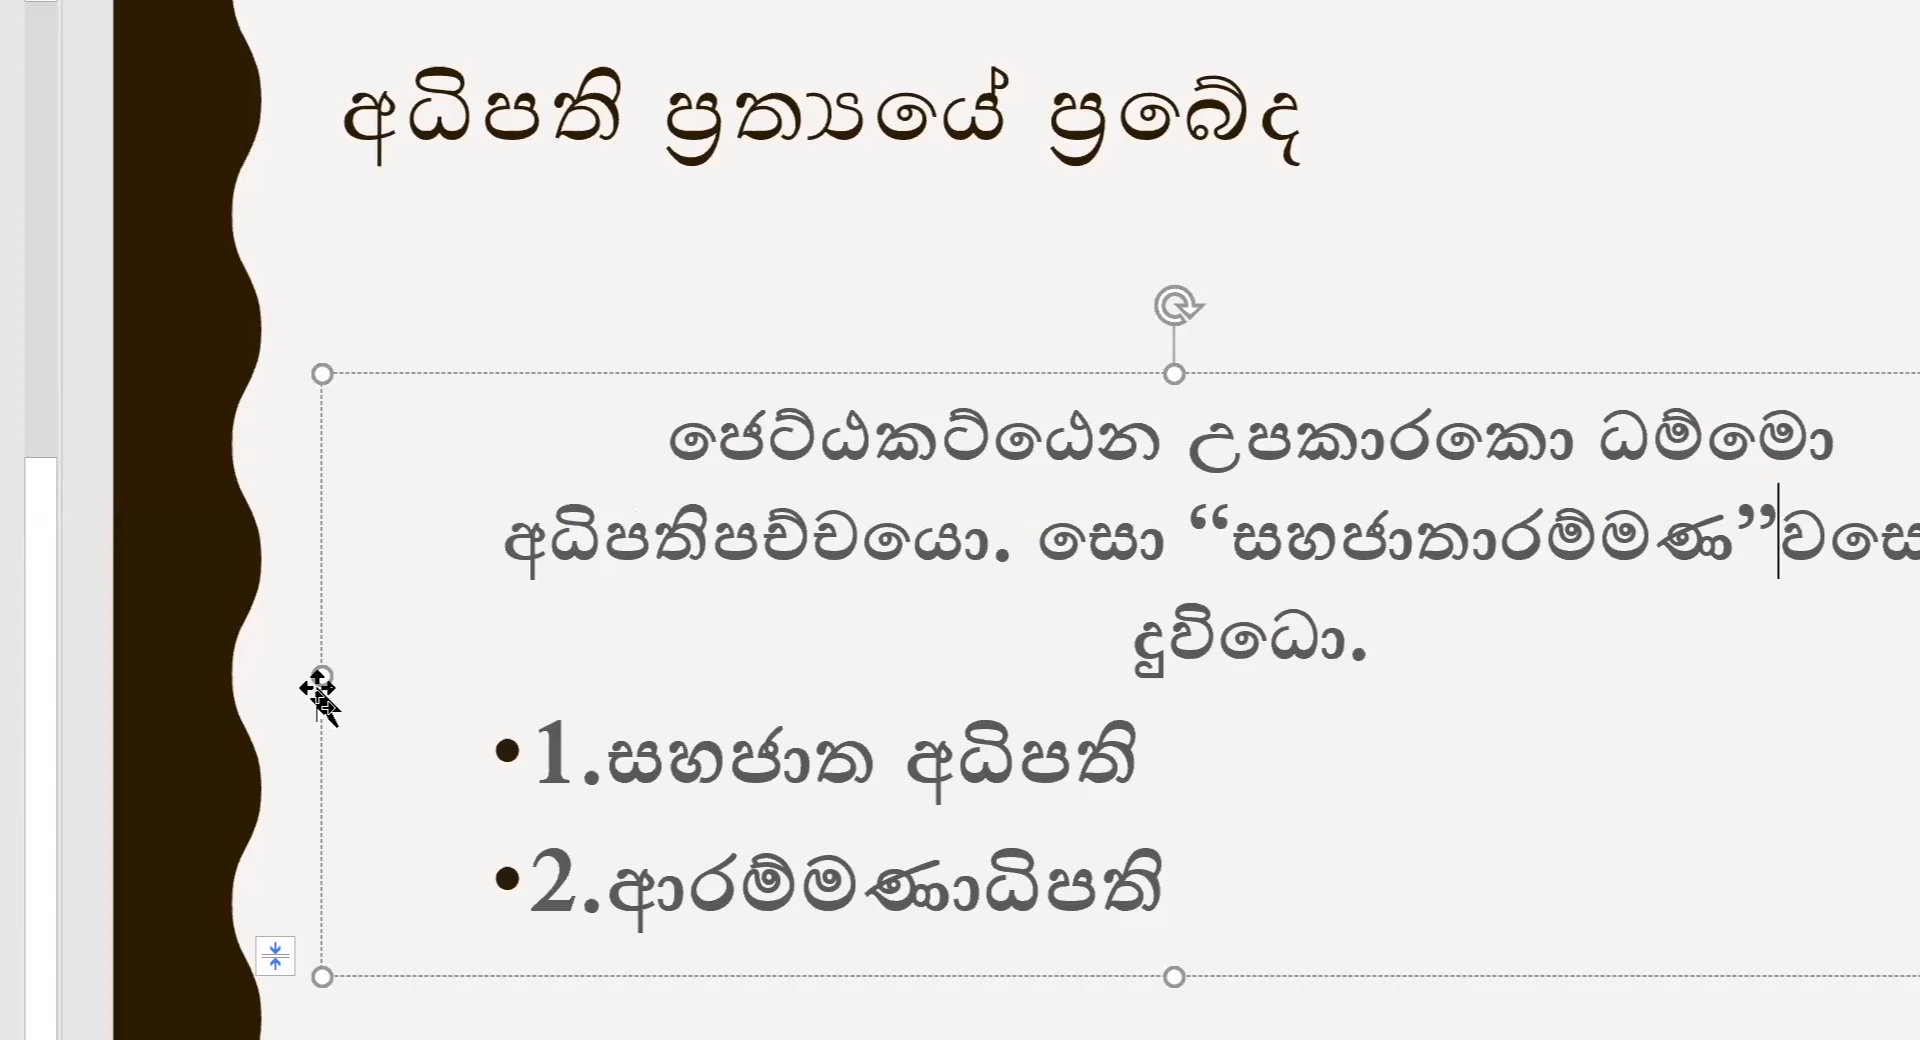 අධිපති ප්‍රත්‍යයේ ප්‍රබේද
ජෙට්ඨකට්ඨෙන උපකාරකො ධම්මො
අධිපතිපච්චයො. සො “සහජාතාරම්මණ”වසෙ
දුවිධො.
•1.සහජාත අධිපති
•2.ආරම්මණාධිපති